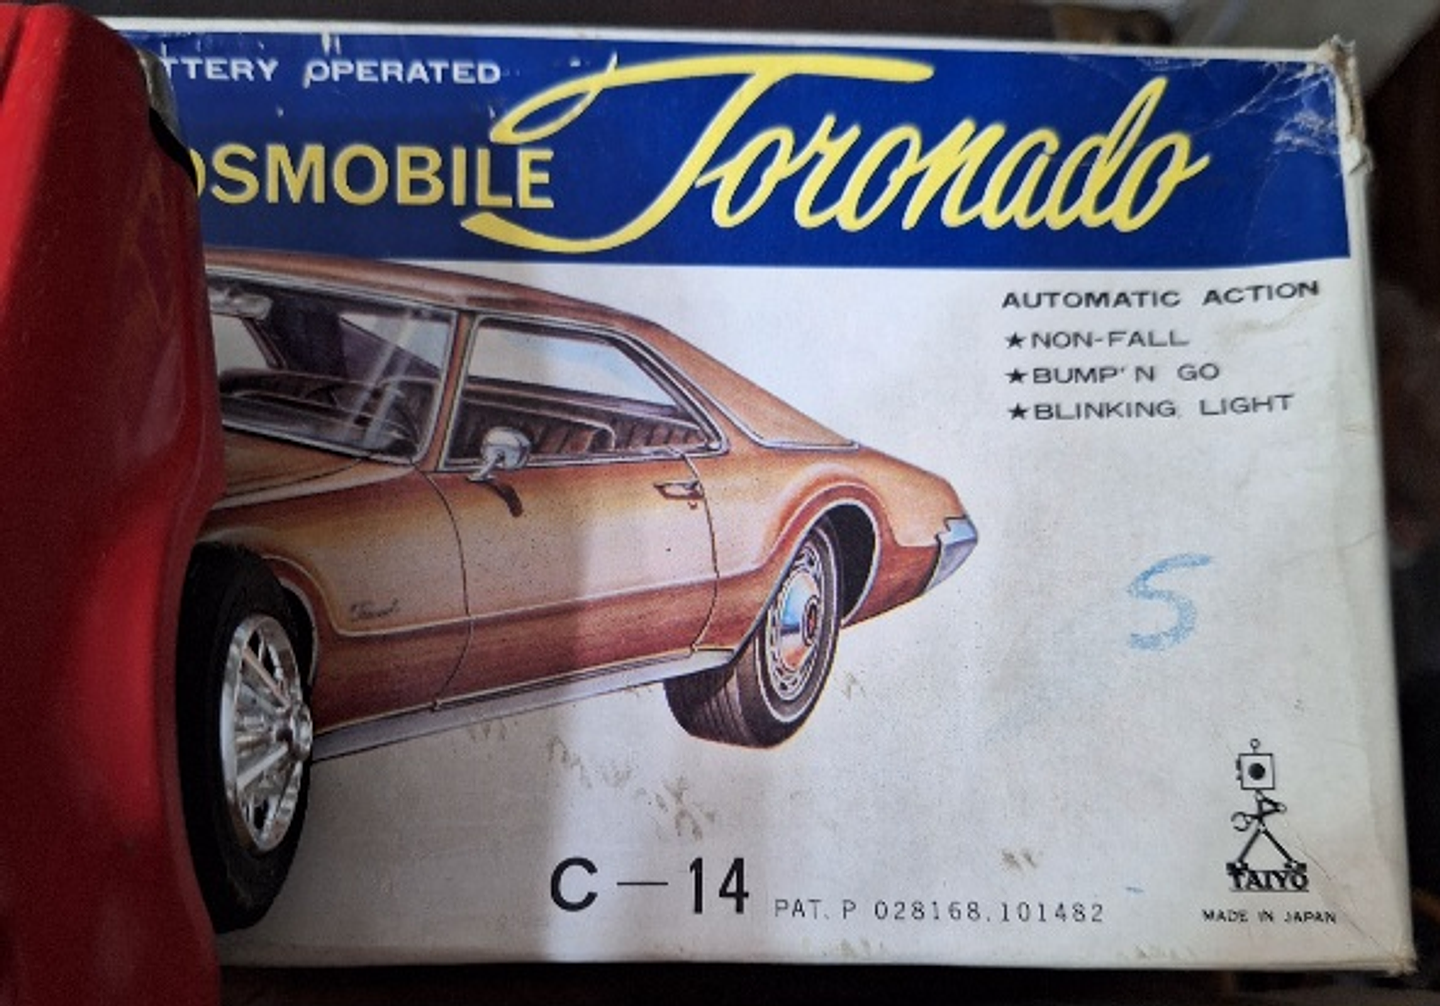 TTERY OPERATED
OSMOBILE Toronado
AUTOMATIC ACTION
★NON-FALL
★BUMP' N GO
★BLINKING LIGHT
Toronado
S
C-14 PAT. P 028168.101482
TAIYO
MADE IN JAPAN